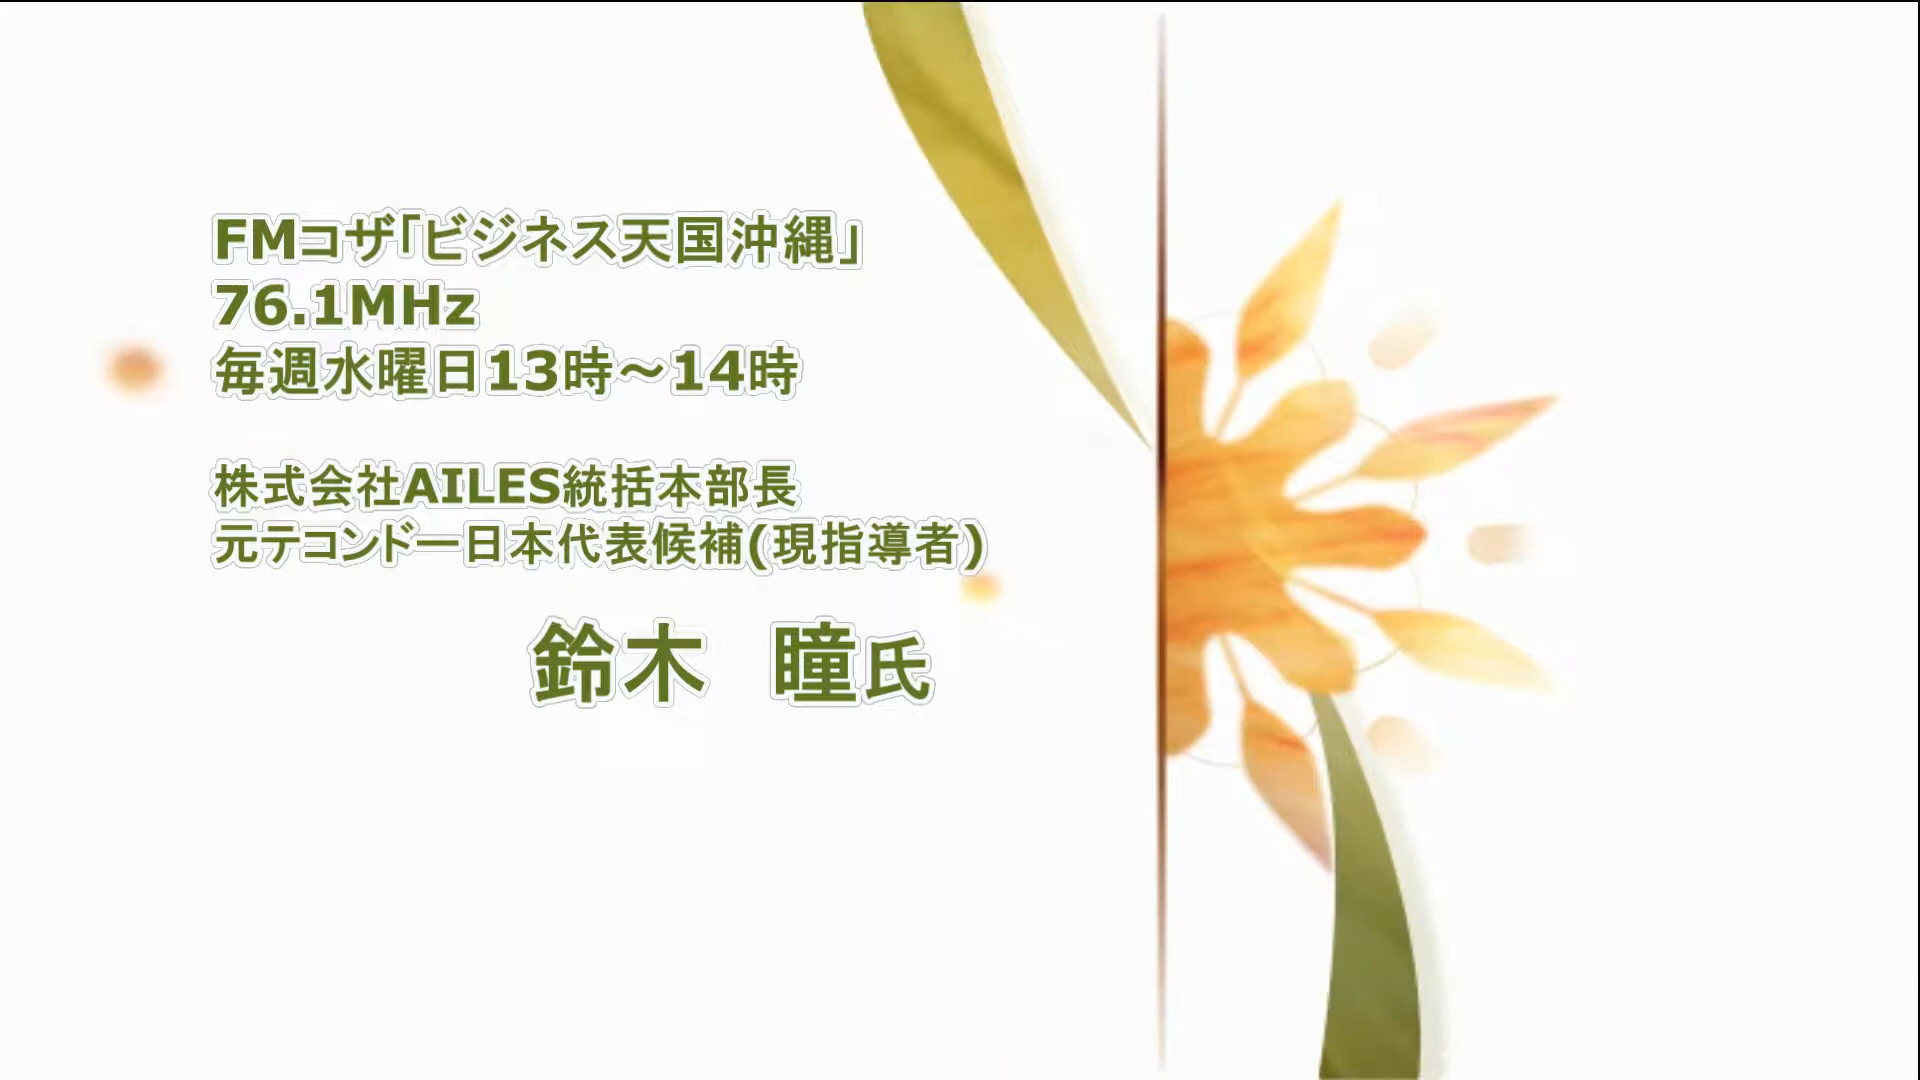 FMコザ「ビジネス天国沖縄」
76.1MHz
毎週水曜日13時～14時
株式会社AILES統括本部長
元テコンドー日本代表候補(現指導者)
鈴木　瞳氏